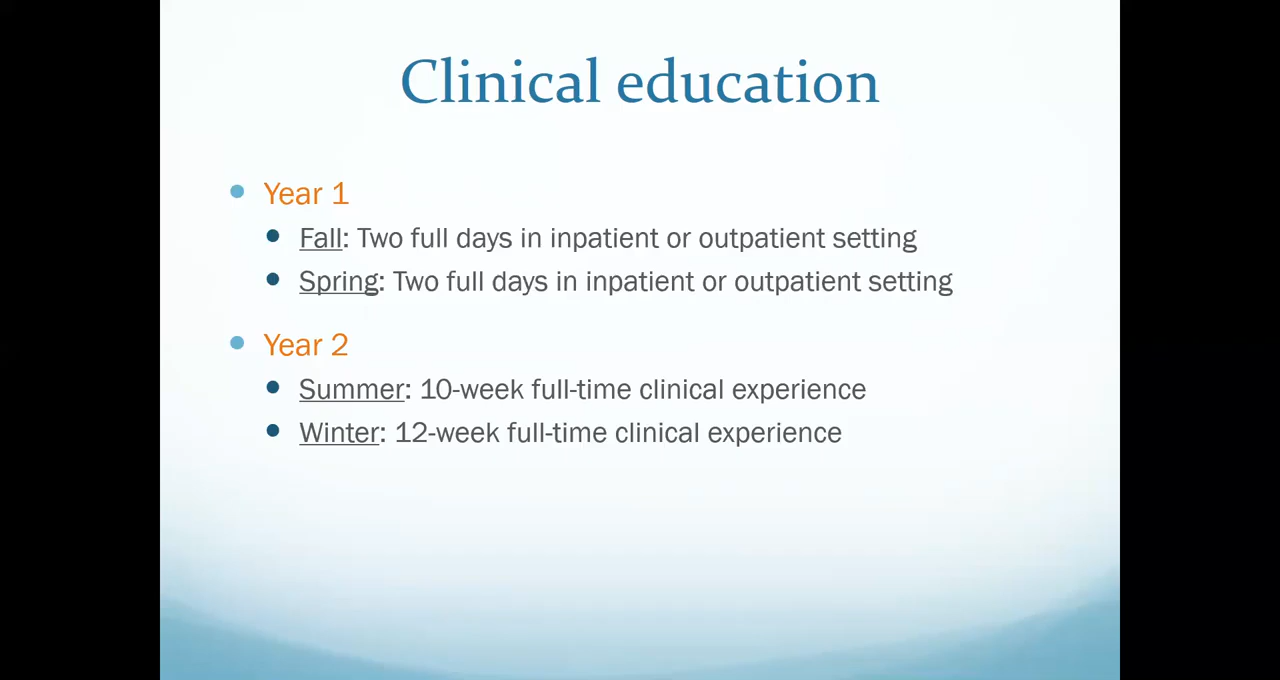 Clinical education
Year 1
Fall: Two full days in inpatient or outpatient setting
Spring: Two full days in inpatient or outpatient setting
Year 2
Summer: 10-week full-time clinical experience
Winter: 12-week full-time clinical experience